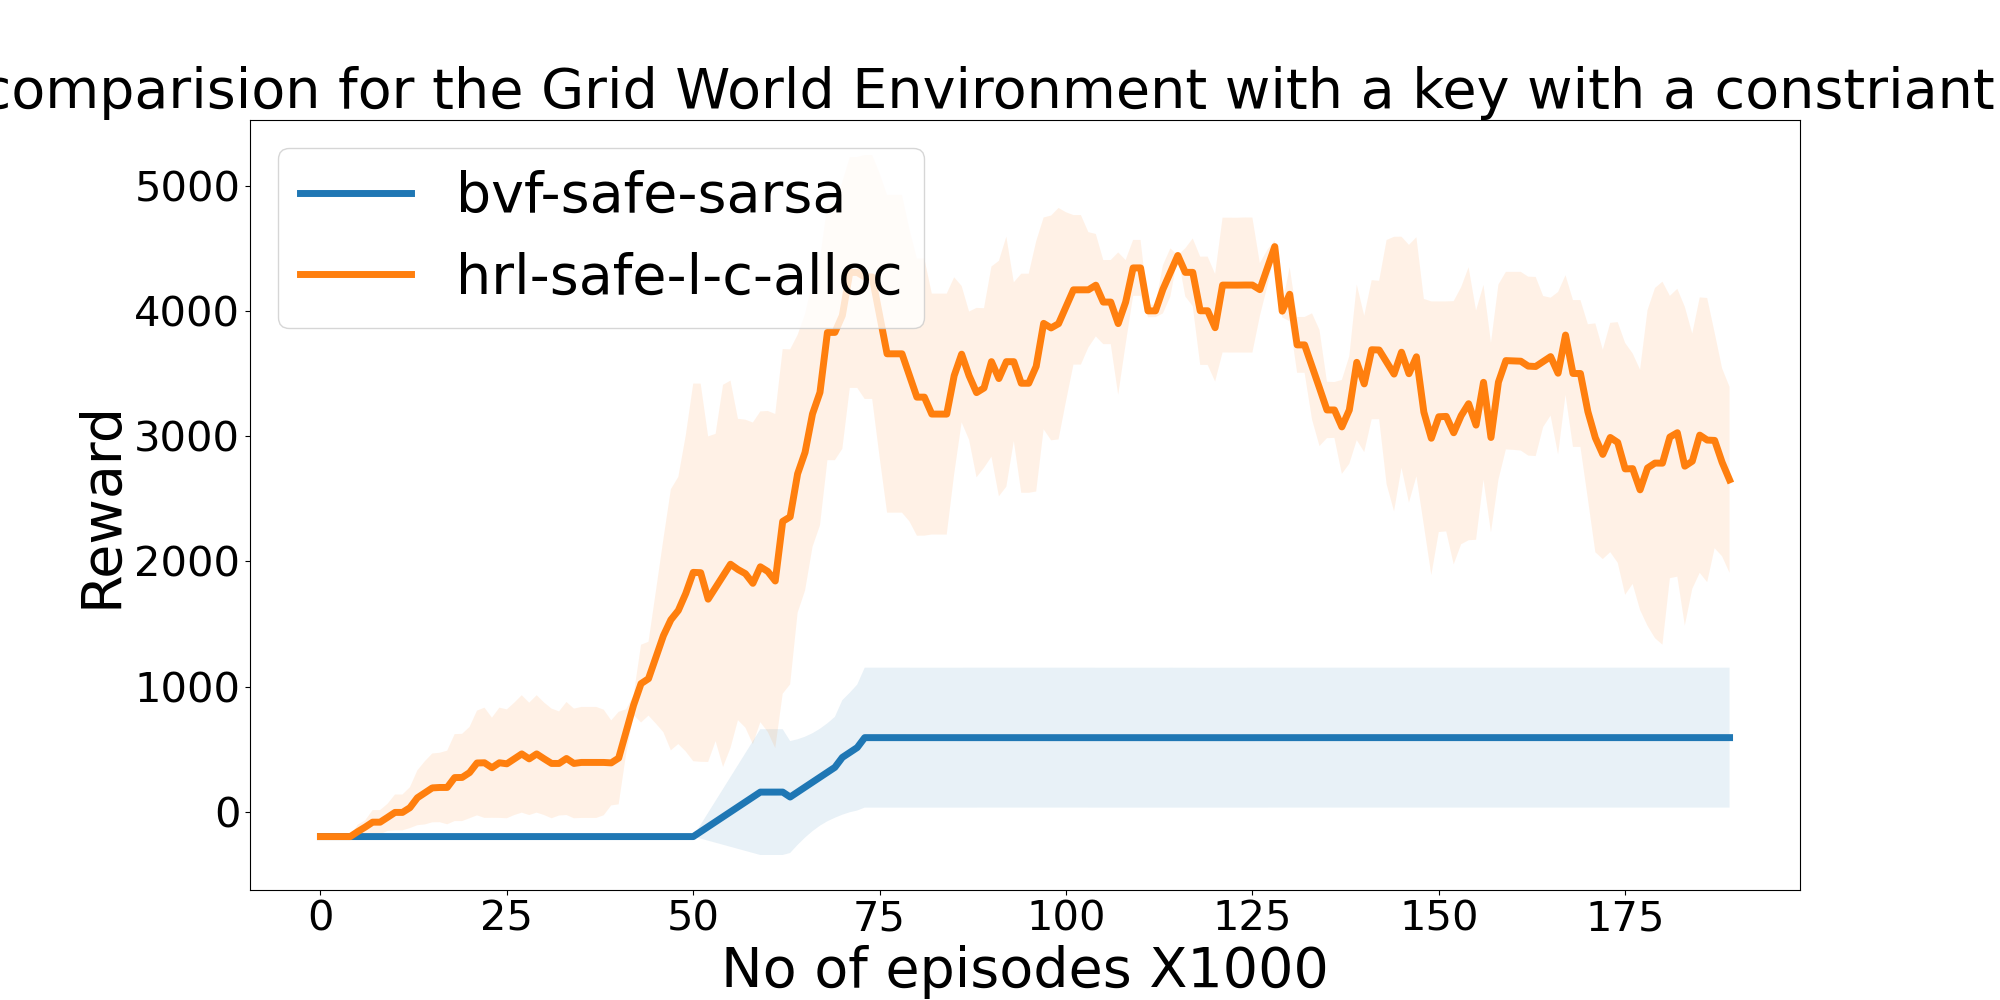 comparision for the Grid World Environment with a key with a constriant
bvf-safe-sarsa
hrl-safe-l-c-alloc
Reward
5000
4000
3000
2000
1000
0
0 25 50 75 100 125 150 175
No of episodes X1000